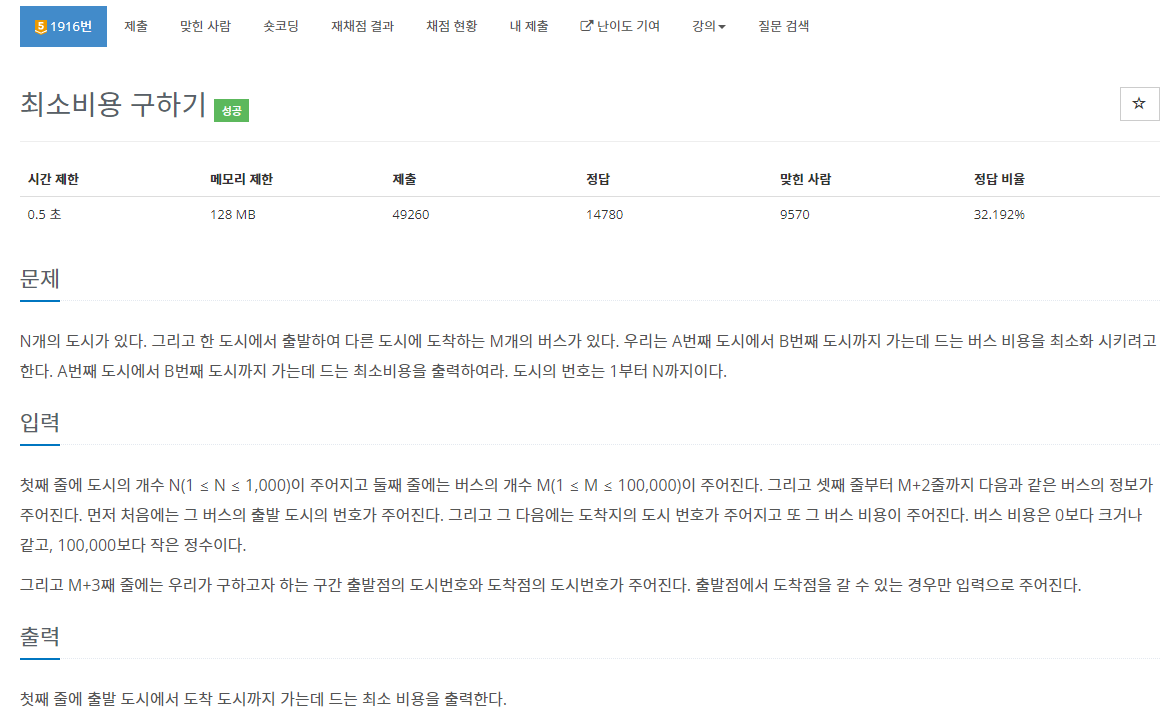 5 1916번 제출 맞힌 사람 숏코딩 재채점 결과 채점 현황 내 제출 난이도 기여 강의 질문 검색
최소비용 구하기 성공
시간 제한 메모리 제한 제출 정답 맞힌 사람 정답 비율
0.5 초 128 MB 49260 14780 9570 32.192%
문제
N개의 도시가 있다. 그리고 한 도시에서 출발하여 다른 도시에 도착하는 M개의 버스가 있다. 우리는 A번째 도시에서 B번째 도시까지 가는데 드는 버스 비용을 최소화 시키려고
한다. A번째 도시에서 B번째 도시까지 가는데 드는 최소비용을 출력하여라. 도시의 번호는 1부터 N까지이다.
입력
첫째 줄에 도시의 개수 N(1 ≤ N ≤ 1,000)이 주어지고 둘째 줄에는 버스의 개수 M(1 ≤ M ≤ 100,000)이 주어진다. 그리고 셋째 줄부터 M+2줄까지 다음과 같은 버스의 정보가
주어진다. 먼저 처음에는 그 버스의 출발 도시의 번호가 주어진다. 그리고 그 다음에는 도착지의 도시 번호가 주어지고 또 그 버스 비용이 주어진다. 버스 비용은 0보다 크거나
같고, 100,000보다 작은 정수이다.
그리고 M+3째 줄에는 우리가 구하고자 하는 구간 출발점의 도시번호와 도착점의 도시번호가 주어진다. 출발점에서 도착점을 갈 수 있는 경우만 입력으로 주어진다.
출력
첫째 줄에 출발 도시에서 도착 도시까지 가는데 드는 최소 비용을 출력한다.